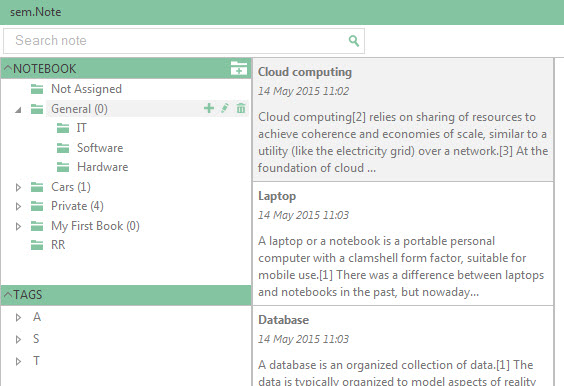 sem.Note
Search note
NOTEBOOK
Not Assigned
General (0)
IT
Software
Hardware
Cars (1)
Private (4)
My First Book (0)
RR
TAGS
A
S
T
Cloud computing
14 May 2015 11:02
Cloud computing[2] relies on sharing of resources to
achieve coherence and economies of scale, similar to a
utility (like the electricity grid) over a network.[3] At the
foundation of cloud ...
Laptop
14 May 2015 11:03
A laptop or a notebook is a portable personal
computer with a clamshell form factor, suitable for
mobile use.[1] There was a difference between laptops
and notebooks in the past, but nowaday...
Database
14 May 2015 11:03
A database is an organized collection of data.[1] The
data is typically organized to model aspects of reality